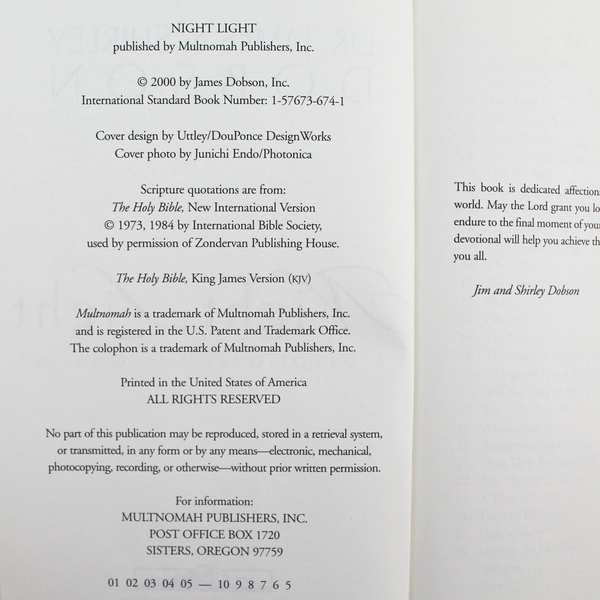 NIGHT LIGHT
published by Multnomah Publishers, Inc.
© 2000 by James Dobson, Inc.
International Standard Book Number: 1-57673-674-1
Cover design by Uttley/DouPonce DesignWorks
Cover photo by Junichi Endo/Photonica
Scripture quotations are from:
The Holy Bible, New International Version
© 1973, 1984 by International Bible Society,
used by permission of Zondervan Publishing House.
The Holy Bible, King James Version (KJV)
Multnomah is a trademark of Multnomah Publishers, Inc.
and is registered in the U.S. Patent and Trademark Office.
The colophon is a trademark of Multnomah Publishers, Inc.
Printed in the United States of America
ALL RIGHTS RESERVED
No part of this publication may be reproduced, stored in a retrieval system,
or transmitted, in any form or by any means—electronic, mechanical,
photocopying, recording, or otherwise—without prior written permission.
For information:
MULTNOMAH PUBLISHERS, INC.
POST OFFICE BOX 1720
SISTERS, OREGON 97759
01 02 03 04 05 — 10 9 8 7 6 5
This book is dedicated affection
world. May the Lord grant you lo
endure to the final moment of your
devotional will help you achieve th
you all.
Jim and Shirley Dobson